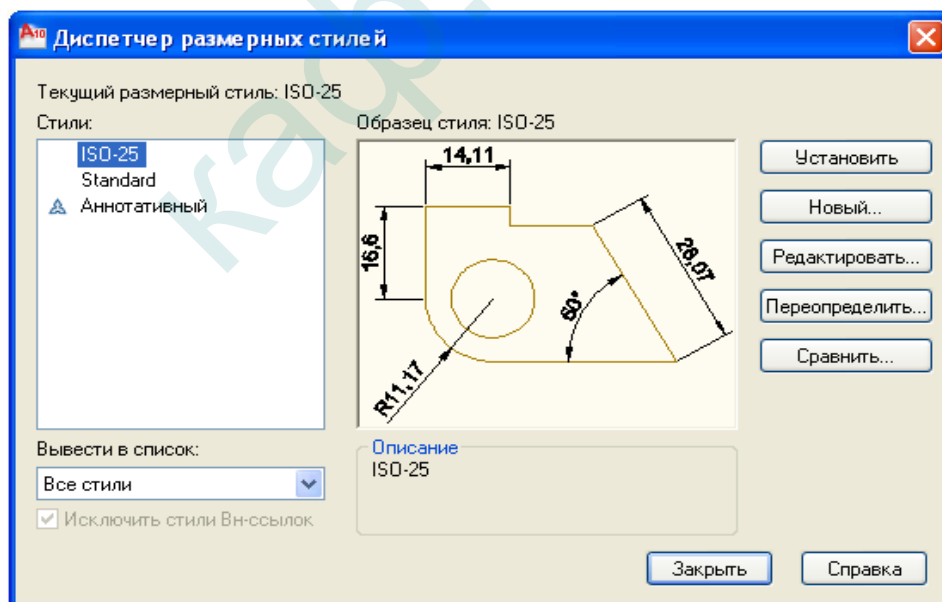 Диспетчер размерных стилей
Текущий размерный стиль: ISO-25
Стили:
ISO-25
Standard
Аннотативный
Образец стиля: ISO-25
14,11
16,6
28,07
60°
R11,17
Установить
Новый...
Редактировать...
Переопределить...
Сравнить...
Вывести в список:
Все стили
Исключить стили Вн-ссылок
Описание
ISO-25
Закрыть
Справка
каф.